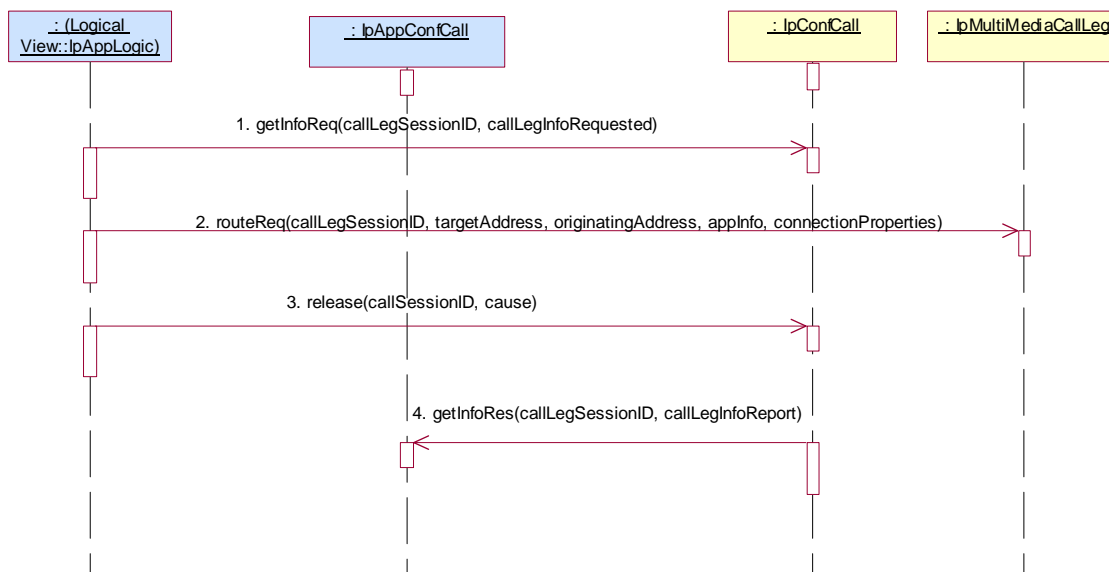 : (Logical
View::IpAppLogic)
: IpAppConfCall
: IpConfCall
: IpMultiMediaCallLeg
1. getInfoReq(callLegSessionID, callLegInfoRequested)
2. routeReq(callLegSessionID, targetAddress, originatingAddress, appInfo, connectionProperties)
3. release(callSessionID, cause)
4. getInfoRes(callLegSessionID, callLegInfoReport)